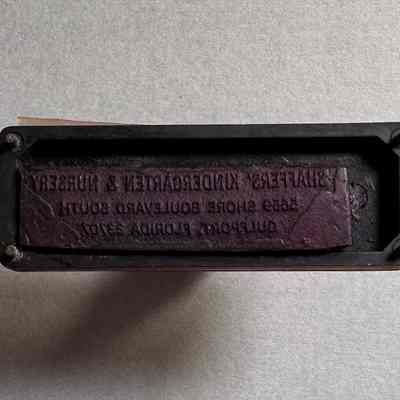 SHAFFERS' KINDERGARTEN & NURSERY
5689 SHORE BOULEVARD SOUTH
GULFPORT, FLORIDA 33707